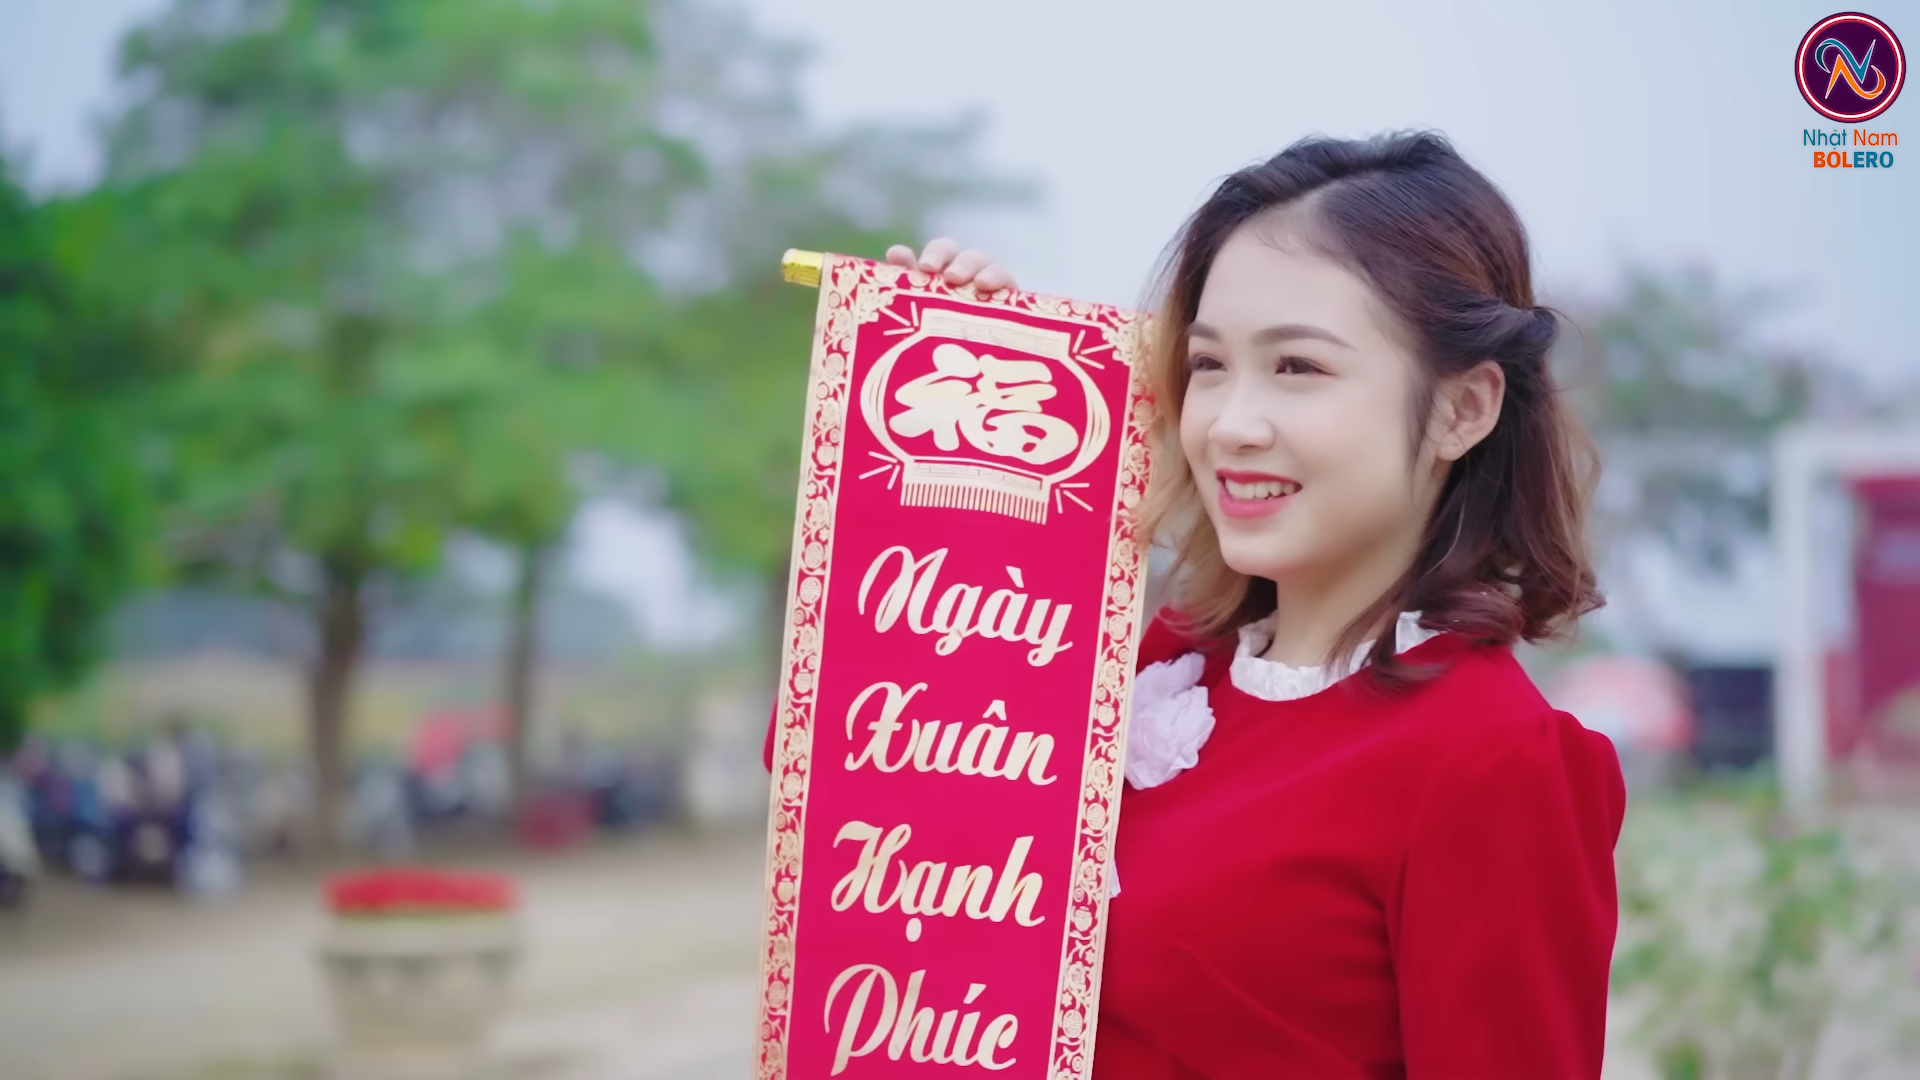 Nhật Nam
BOLERO
福
Ngày
Xuân
Hạnh
Phúc